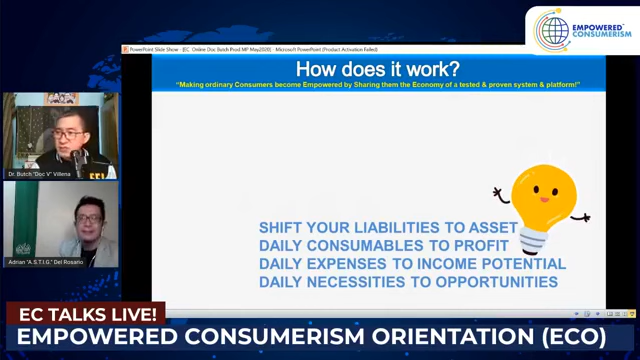 EMPOWERED
CONSUMERISM
PowerPoint Slide Show - [EC Online Doc Butch Prod MP May2020] - Microsoft PowerPoint (Product Activation Failed)
How does it work?
"Making ordinary Consumers become Empowered by Sharing them the Economy of a tested & proven system & platform!"
Dr. Butch "Doc V" Villena
Adrian "A.S.T.I.G." Del Rosario
SHIFT YOUR LIABILITIES TO ASSET
DAILY CONSUMABLES TO PROFIT
DAILY EXPENSES TO INCOME POTENTIAL
DAILY NECESSITIES TO OPPORTUNITIES
EC TALKS LIVE!
EMPOWERED CONSUMERISM ORIENTATION (ECO)